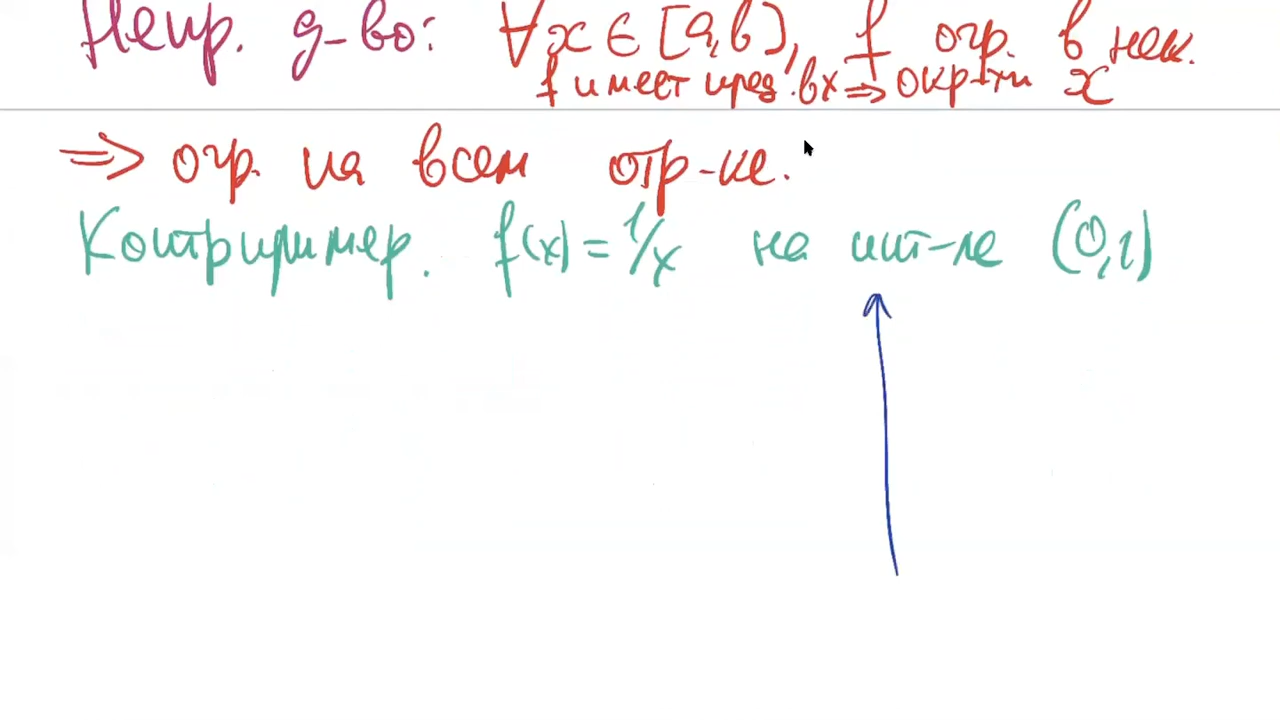 Непр. д-во: ∀x ∈ [a,b], f огр. в нек.
f имеет пред. в x ⇒ окр-ти x
⇒ огр. на всем отр-ке.
Контрпример. f(x) = 1/x на инт-ле (0,1)